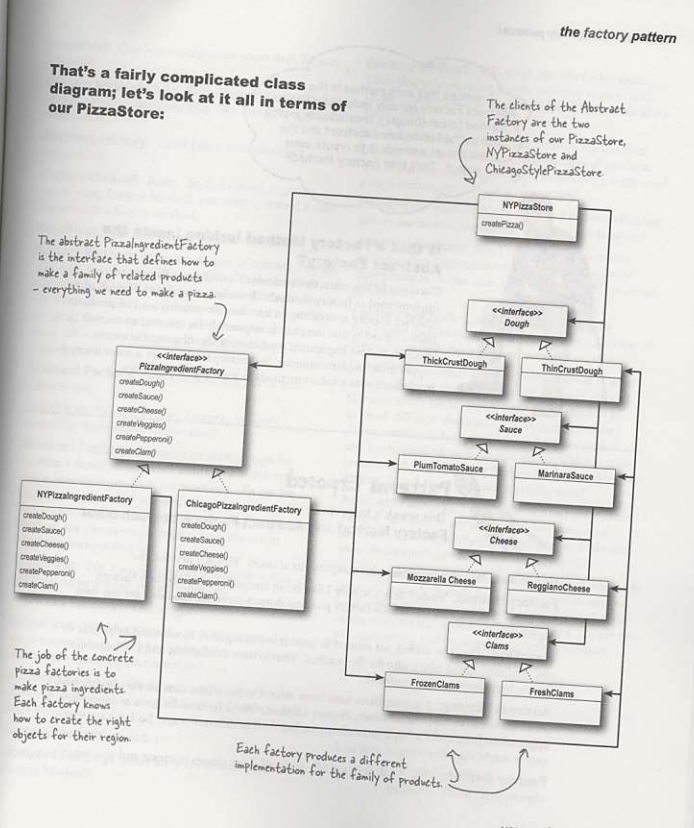 the factory pattern
That's a fairly complicated class
diagram; let's look at it all in terms of
our PizzaStore:
The clients of the Abstract
Factory are the two
instances of our PizzaStore,
NYPizzaStore and
ChicagoStylePizzaStore.
NYPizzaStore
createPizza()
The abstract PizzaIngredientFactory
is the interface that defines how to
make a family of related products
– everything we need to make a pizza.
<<interface>>
Dough
ThickCrustDough
ThinCrustDough
<<interface>>
PizzaIngredientFactory
createDough()
createSauce()
createCheese()
createVeggies()
createPepperoni()
createClam()
<<interface>>
Sauce
PlumTomatoSauce
MarinaraSauce
NYPizzaIngredientFactory
createDough()
createSauce()
createCheese()
createVeggies()
createPepperoni()
createClam()
ChicagoPizzaIngredientFactory
createDough()
createSauce()
createCheese()
createVeggies()
createPepperoni()
createClam()
<<interface>>
Cheese
Mozzarella Cheese
ReggianoCheese
<<interface>>
Clams
FrozenClams
FreshClams
The job of the concrete
pizza factories is to
make pizza ingredients.
Each factory knows
how to create the right
objects for their region.
Each factory produces a different
implementation for the family of products.